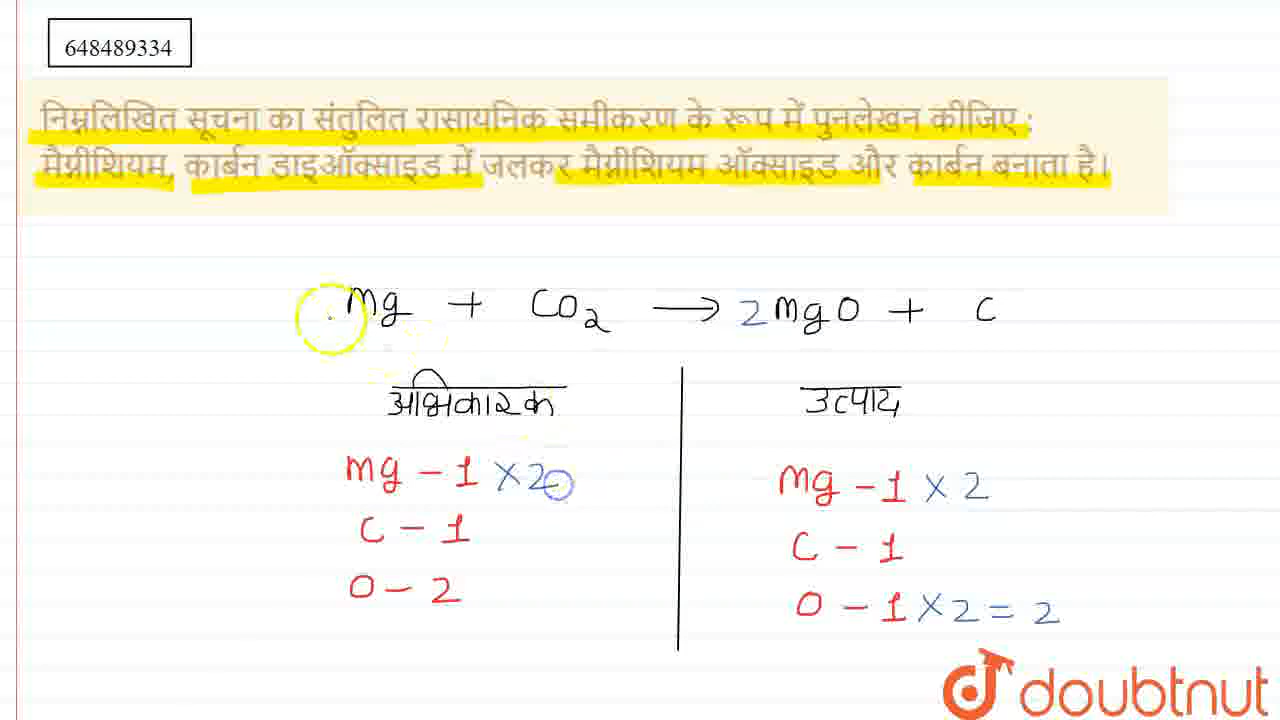 648489334
निम्नलिखित सूचना का संतुलित रासायनिक समीकरण के रूप में पुनलेखन कीजिए :
मैग्नीशियम, कार्बन डाइऑक्साइड में जलकर मैग्नीशियम ऑक्साइड और कार्बन बनाता है।
Mg + CO₂ → 2MgO + C
अभिकारक
उत्पाद
Mg - 1 × 2
C - 1
O - 2
Mg - 1 × 2
C - 1
O - 1 × 2 = 2
doubtnut